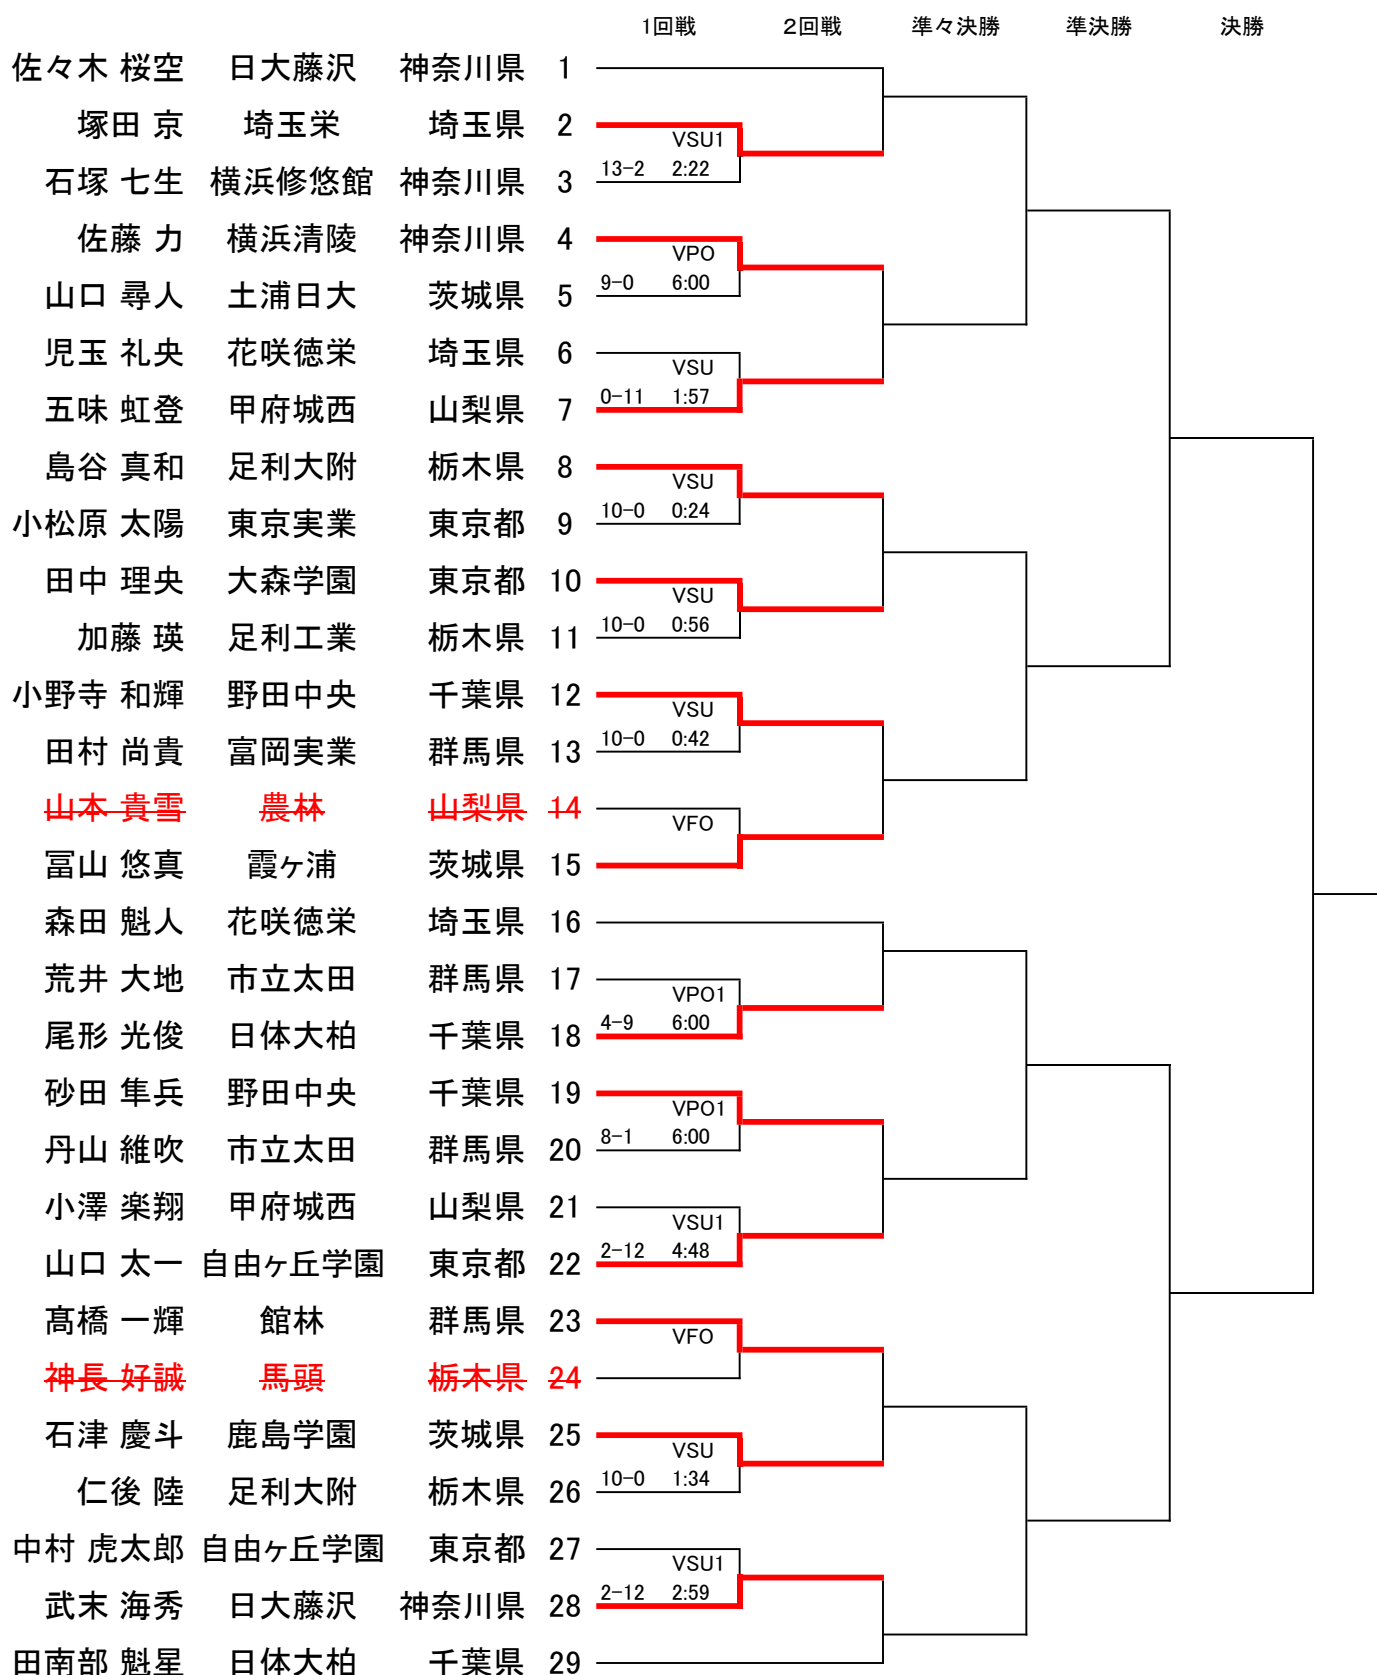 1回戦 2回戦 準々決勝 準決勝 決勝
佐々木 桜空 日大藤沢 神奈川県 1
塚田 京 埼玉栄 埼玉県 2
VSU1
13-2 2:22
石塚 七生 横浜修悠館 神奈川県 3
佐藤 力 横浜清陵 神奈川県 4
VPO
9-0 6:00
山口 尋人 土浦日大 茨城県 5
児玉 礼央 花咲徳栄 埼玉県 6
VSU
0-11 1:57
五味 虹登 甲府城西 山梨県 7
島谷 真和 足利大附 栃木県 8
VSU
10-0 0:24
小松原 太陽 東京実業 東京都 9
田中 理央 大森学園 東京都 10
VSU
10-0 0:56
加藤 瑛 足利工業 栃木県 11
小野寺 和輝 野田中央 千葉県 12
VSU
10-0 0:42
田村 尚貴 富岡実業 群馬県 13
山本 貴雪 農林 山梨県 14
VFO
冨山 悠真 霞ヶ浦 茨城県 15
森田 魁人 花咲徳栄 埼玉県 16
荒井 大地 市立太田 群馬県 17
VPO1
4-9 6:00
尾形 光俊 日体大柏 千葉県 18
砂田 隼兵 野田中央 千葉県 19
VPO1
8-1 6:00
丹山 維吹 市立太田 群馬県 20
小澤 楽翔 甲府城西 山梨県 21
VSU1
2-12 4:48
山口 太一 自由ヶ丘学園 東京都 22
髙橋 一輝 館林 群馬県 23
VFO
神長 好誠 馬頭 栃木県 24
石津 慶斗 鹿島学園 茨城県 25
VSU
10-0 1:34
仁後 陸 足利大附 栃木県 26
中村 虎太郎 自由ヶ丘学園 東京都 27
VSU1
2-12 2:59
武末 海秀 日大藤沢 神奈川県 28
田南部 魁星 日体大柏 千葉県 29